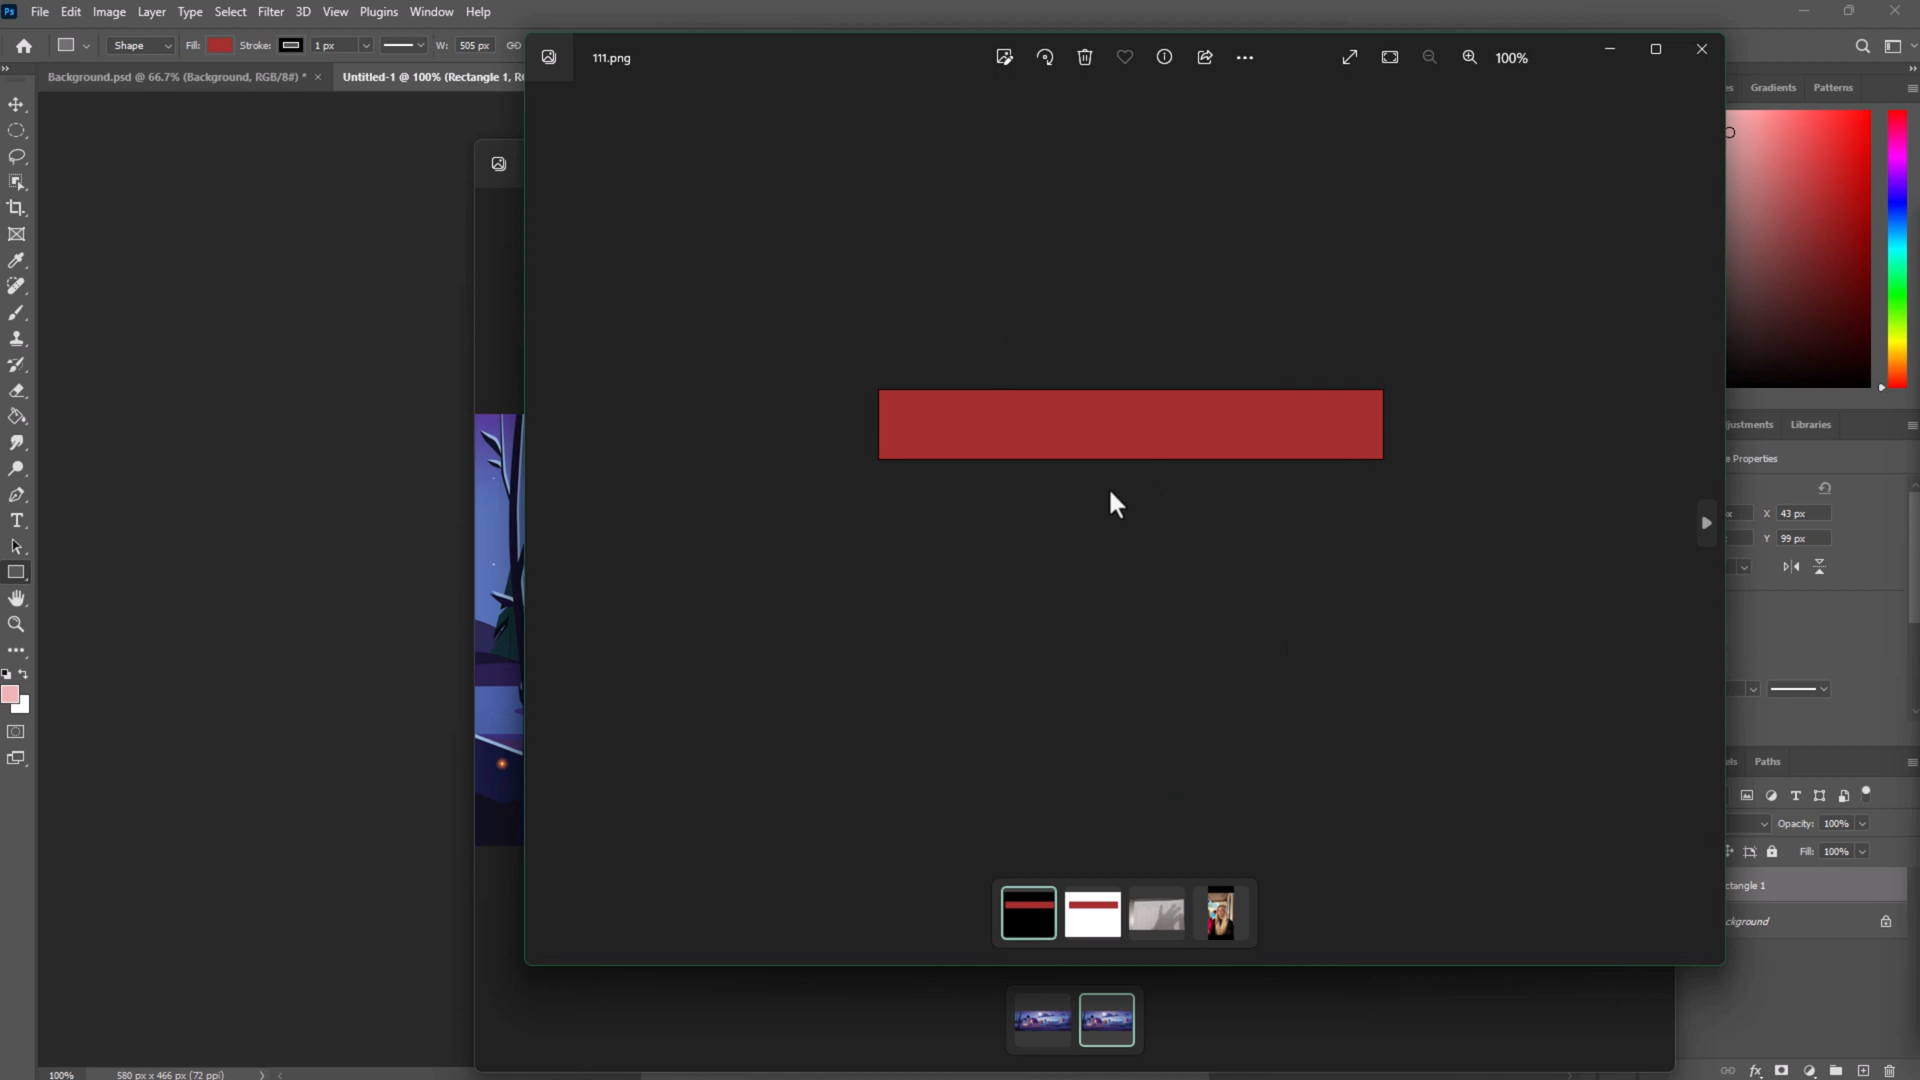 Ps File Edit Image Layer Type Select Filter 3D View Plugins Window Help
Shape Fill: Stroke: 1 px W: 505 px
111.png 100%
Background.psd @ 66.7% (Background, RGB/8#) * × Untitled-1 @ 100% (Rectangle 1, R
Gradients Patterns
Libraries
Properties
X 43 px
Y 99 px
Paths
Opacity: 100%
Fill: 100%
ctangle 1
ckground
100% 580 px x 466 px (72 ppi)